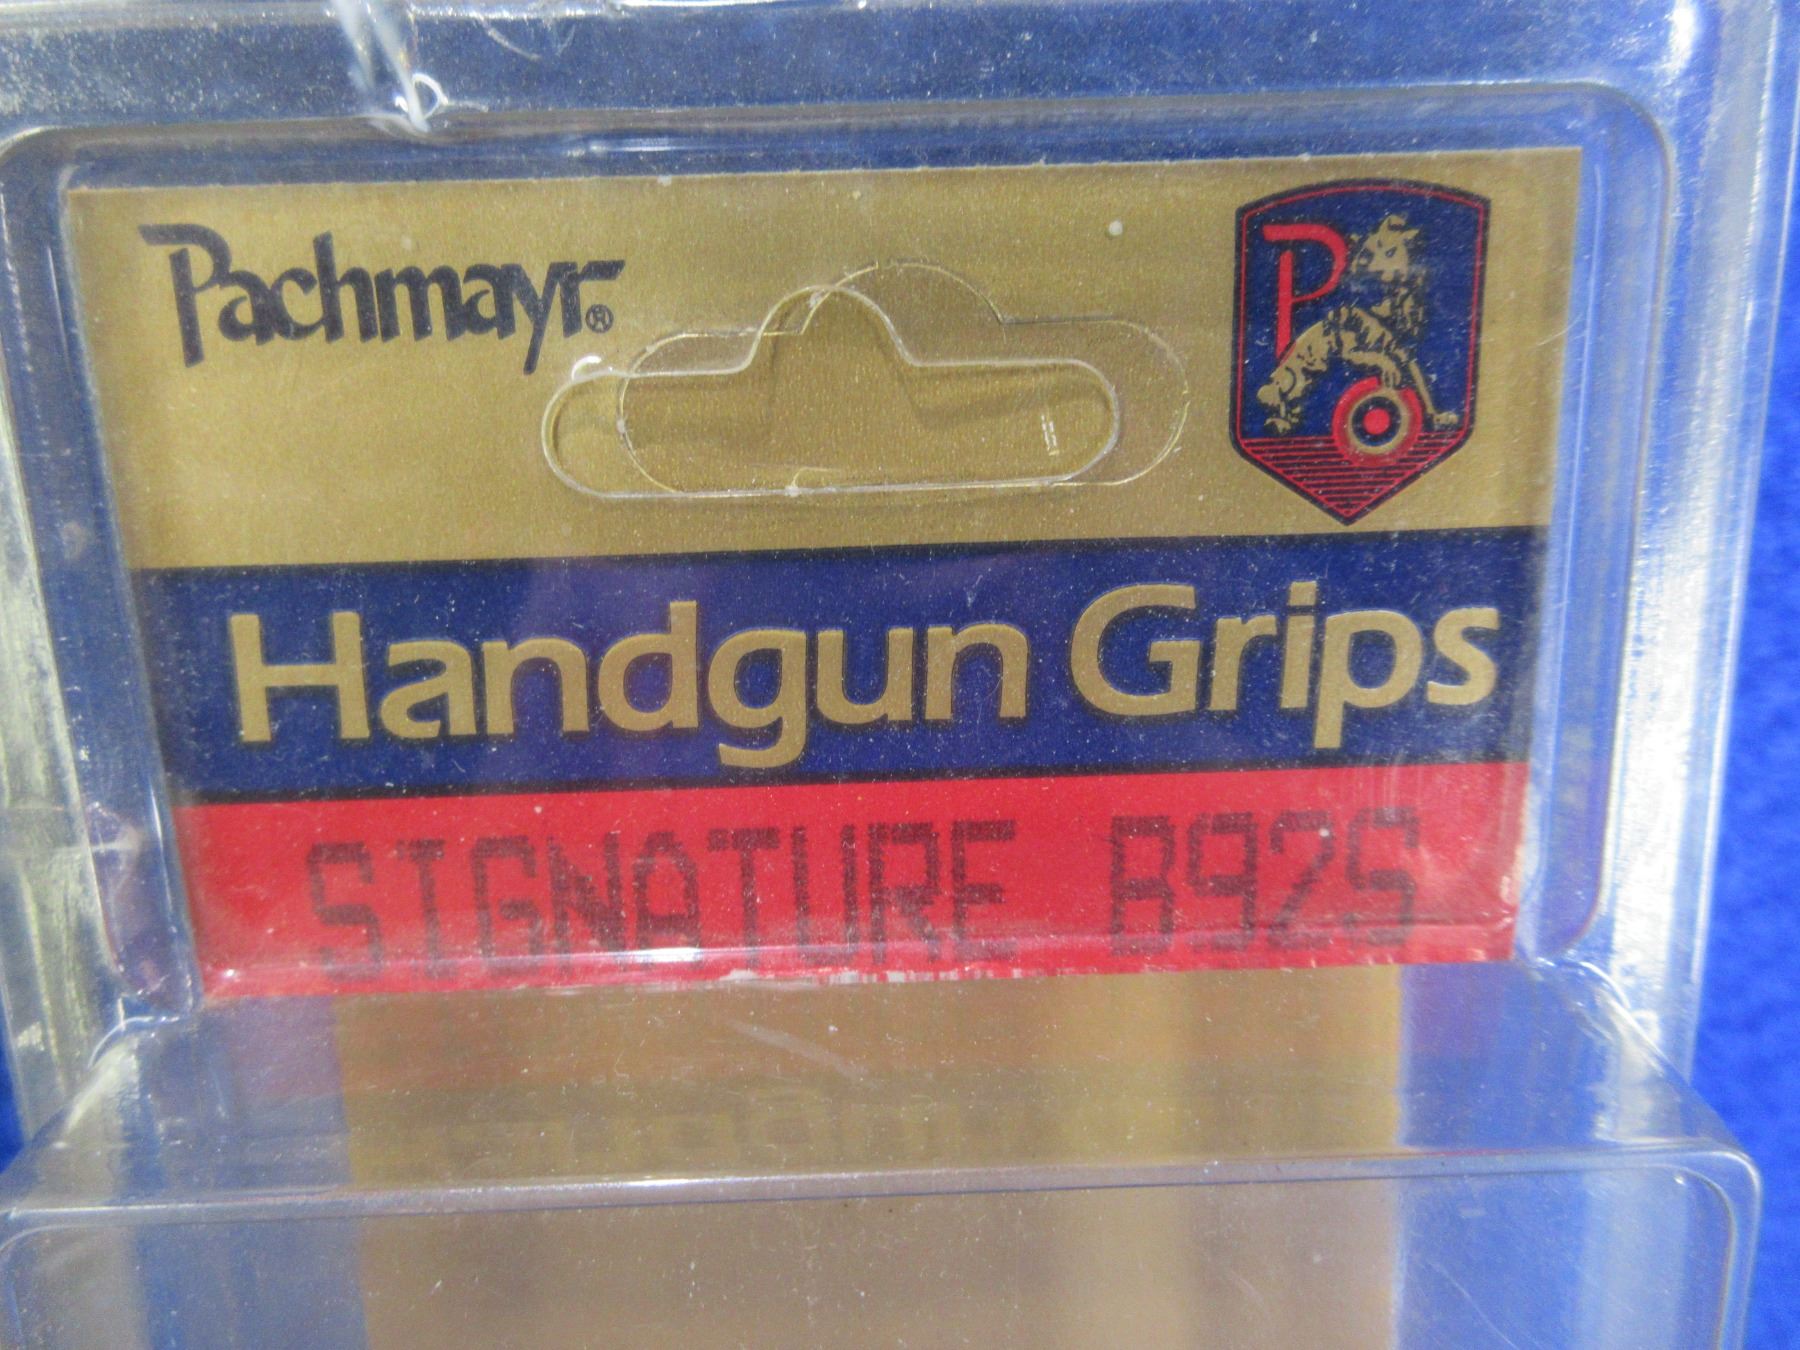 Pachmayr®
P
Handgun Grips
SIGNATURE B92S